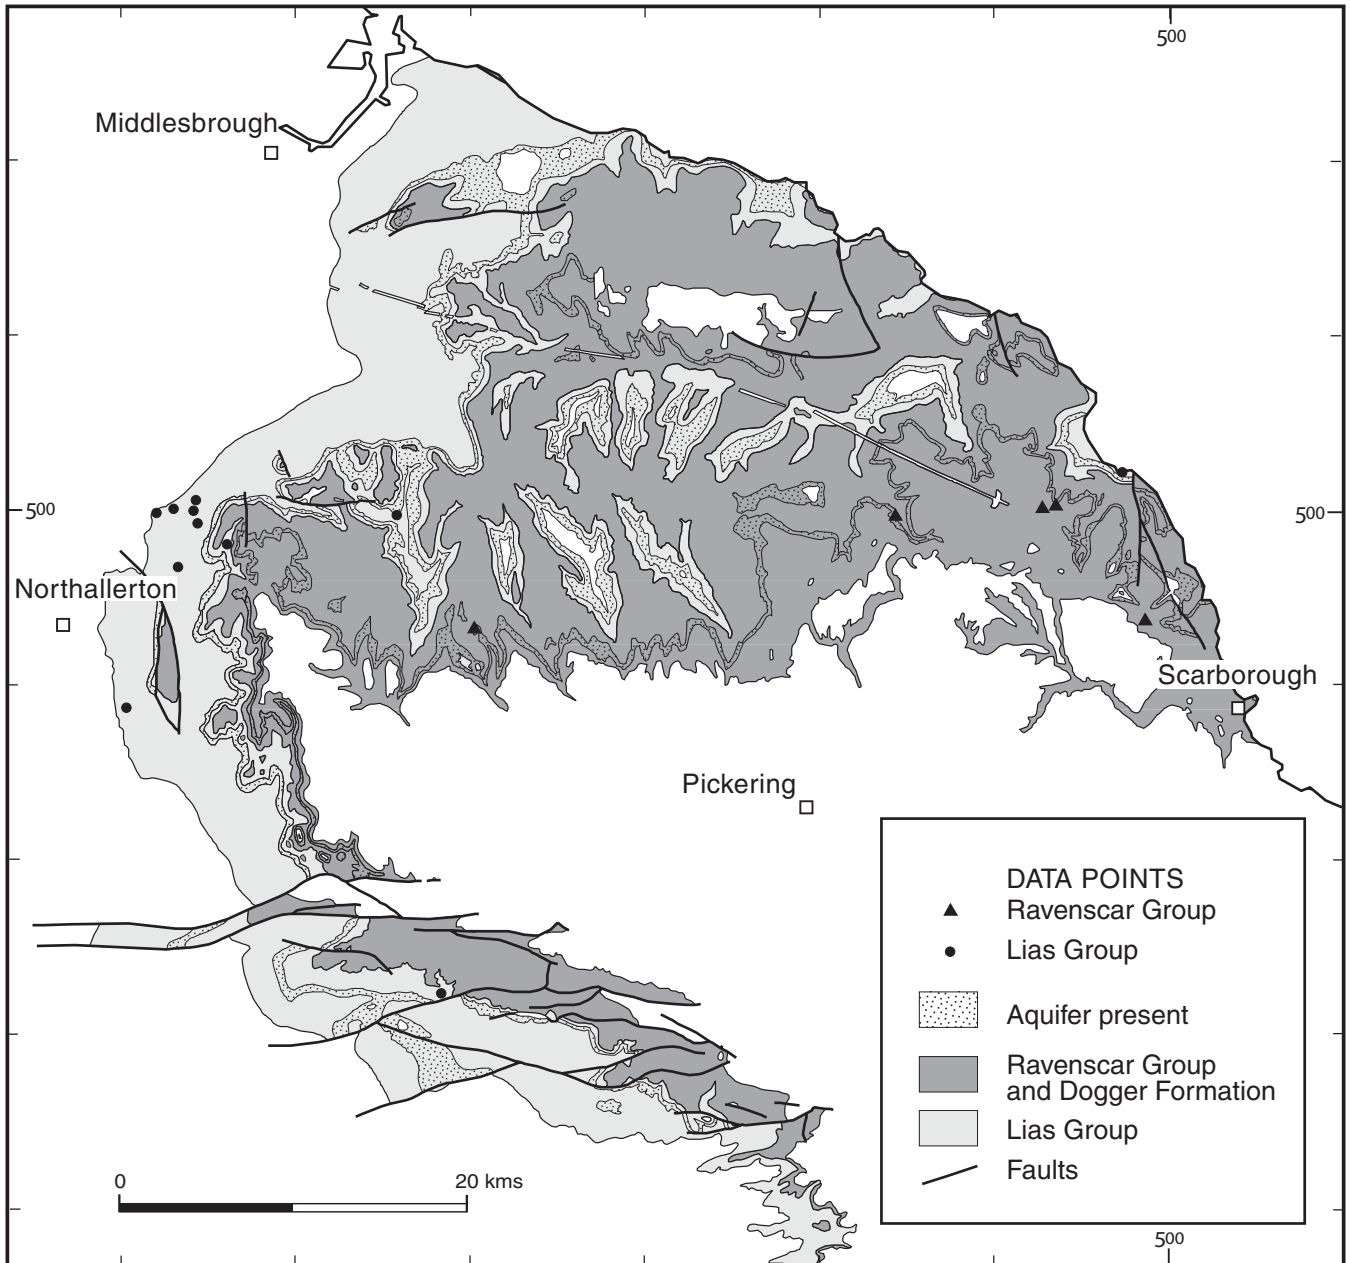 500
Middlesbrough
500
500
Northallerton
Scarborough
Pickering
DATA POINTS
Ravenscar Group
Lias Group
Aquifer present
Ravenscar Group
and Dogger Formation
Lias Group
Faults
0 20 kms
500